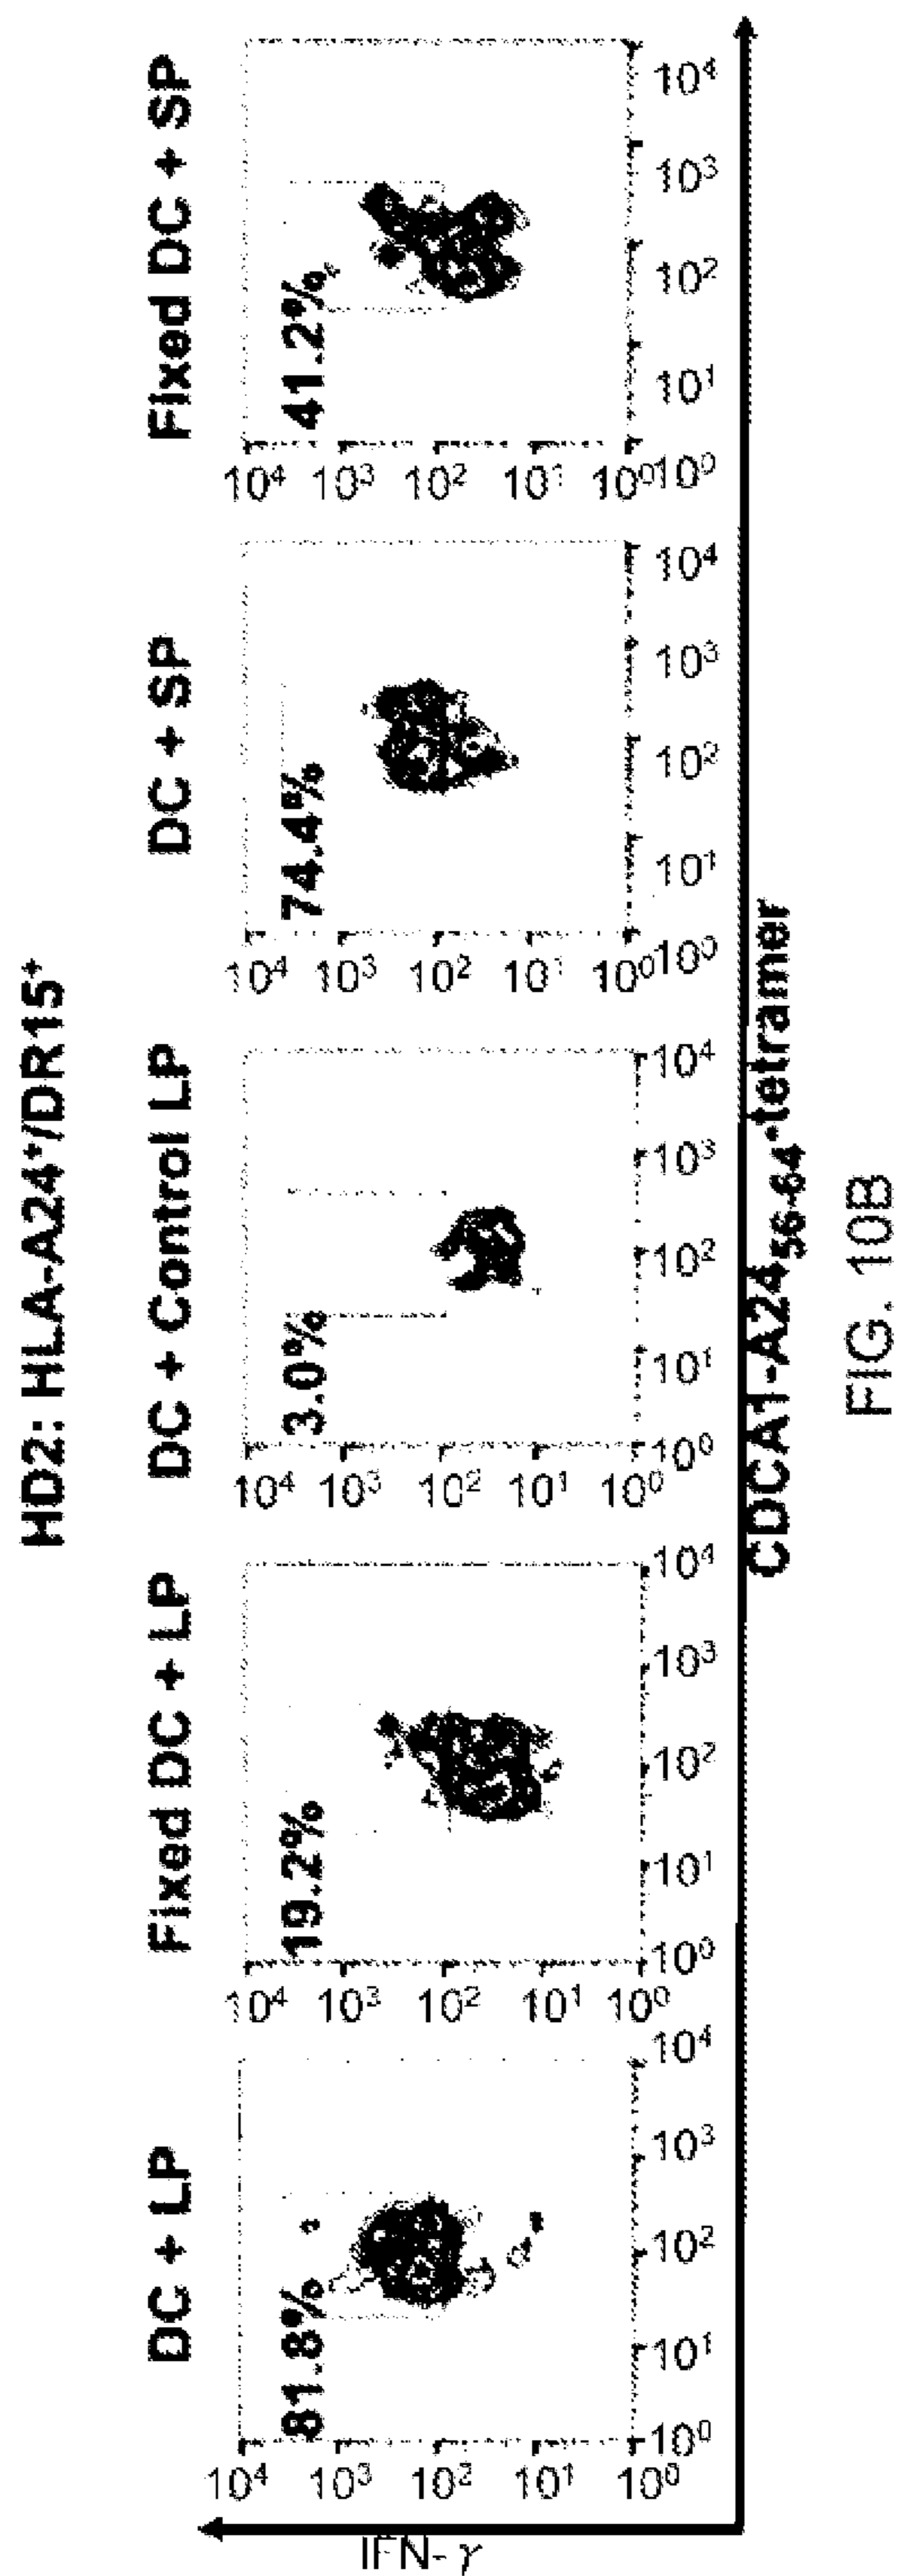 HD2: HLA-A24⁺/DR15⁺
DC + LP
Fixed DC + LP
DC + Control LP
DC + SP
Fixed DC + SP
IFN-γ
10⁴
10³
10²
10¹
10⁰
81.8%
10⁰ 10¹ 10² 10³ 10⁴
10⁴
10³
10²
10¹
10⁰
19.2%
10⁰ 10¹ 10² 10³ 10⁴
10⁴
10³
10²
10¹
10⁰
3.0%
10⁰ 10¹ 10² 10³ 10⁴
10⁴
10³
10²
10¹
10⁰
74.4%
10⁰ 10¹ 10² 10³ 10⁴
10⁴
10³
10²
10¹
10⁰
41.2%
10⁰ 10¹ 10² 10³ 10⁴
CDCA1-A24₅₆₋₆₄-tetramer
FIG. 10B